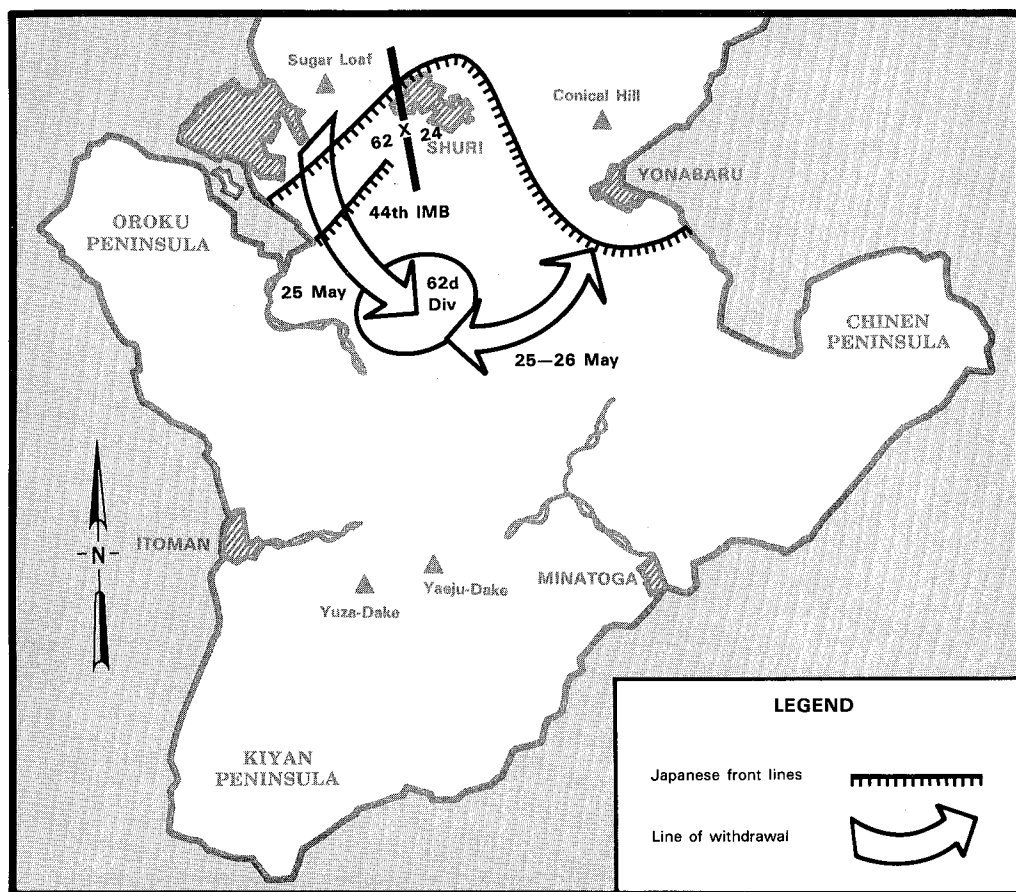 Sugar Loaf
Conical Hill
62 X 24
SHURI
YONABARU
44th IMB
OROKU
PENINSULA
25 May
62d
Div
CHINEN
PENINSULA
25—26 May
N
ITOMAN
Yaeju-Dake
MINATOGA
Yuza-Dake
KIYAN
PENINSULA
LEGEND
Japanese front lines
Line of withdrawal